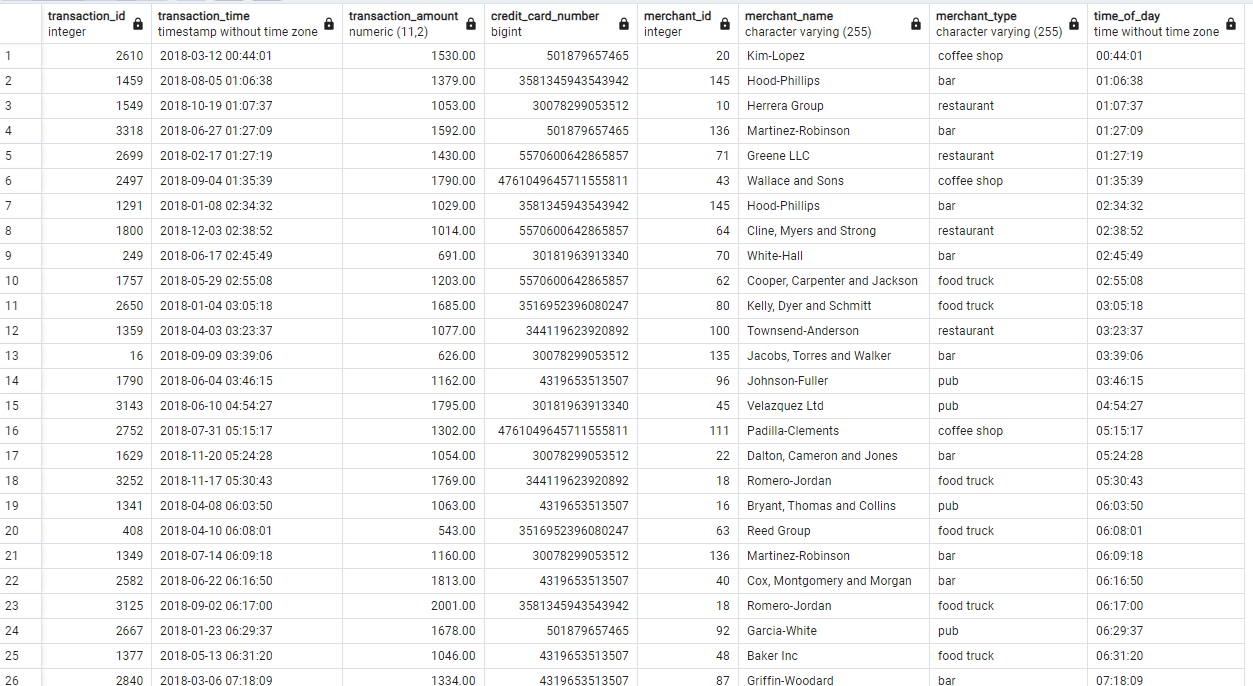 transaction_id transaction_time transaction_amount credit_card_number merchant_id merchant_name merchant_type time_of_day
integer timestamp without time zone numeric (11,2) bigint integer character varying (255) character varying (255) time without time zone
1 2610 2018-03-12 00:44:01 1530.00 501879657465 20 Kim-Lopez coffee shop 00:44:01
2 1459 2018-08-05 01:06:38 1379.00 3581345943543942 145 Hood-Phillips bar 01:06:38
3 1549 2018-10-19 01:07:37 1053.00 30078299053512 10 Herrera Group restaurant 01:07:37
4 3318 2018-06-27 01:27:09 1592.00 501879657465 136 Martinez-Robinson bar 01:27:09
5 2699 2018-02-17 01:27:19 1430.00 5570600642865857 71 Greene LLC restaurant 01:27:19
6 2497 2018-09-04 01:35:39 1790.00 4761049645711555811 43 Wallace and Sons coffee shop 01:35:39
7 1291 2018-01-08 02:34:32 1029.00 3581345943543942 145 Hood-Phillips bar 02:34:32
8 1800 2018-12-03 02:38:52 1014.00 5570600642865857 64 Cline, Myers and Strong restaurant 02:38:52
9 249 2018-06-17 02:45:49 691.00 30181963913340 70 White-Hall bar 02:45:49
10 1757 2018-05-29 02:55:08 1203.00 5570600642865857 62 Cooper, Carpenter and Jackson food truck 02:55:08
11 2650 2018-01-04 03:05:18 1685.00 3516952396080247 80 Kelly, Dyer and Schmitt food truck 03:05:18
12 1359 2018-04-03 03:23:37 1077.00 344119623920892 100 Townsend-Anderson restaurant 03:23:37
13 16 2018-09-09 03:39:06 626.00 30078299053512 135 Jacobs, Torres and Walker bar 03:39:06
14 1790 2018-06-04 03:46:15 1162.00 4319653513507 96 Johnson-Fuller pub 03:46:15
15 3143 2018-06-10 04:54:27 1795.00 30181963913340 45 Velazquez Ltd pub 04:54:27
16 2752 2018-07-31 05:15:17 1302.00 4761049645711555811 111 Padilla-Clements coffee shop 05:15:17
17 1629 2018-11-20 05:24:28 1054.00 30078299053512 22 Dalton, Cameron and Jones bar 05:24:28
18 3252 2018-11-17 05:30:43 1769.00 344119623920892 18 Romero-Jordan food truck 05:30:43
19 1341 2018-04-08 06:03:50 1063.00 4319653513507 16 Bryant, Thomas and Collins pub 06:03:50
20 408 2018-04-10 06:08:01 543.00 3516952396080247 63 Reed Group food truck 06:08:01
21 1349 2018-07-14 06:09:18 1160.00 30078299053512 136 Martinez-Robinson bar 06:09:18
22 2582 2018-06-22 06:16:50 1813.00 4319653513507 40 Cox, Montgomery and Morgan bar 06:16:50
23 3125 2018-09-02 06:17:00 2001.00 3581345943543942 18 Romero-Jordan food truck 06:17:00
24 2667 2018-01-23 06:29:37 1678.00 501879657465 92 Garcia-White pub 06:29:37
25 1377 2018-05-13 06:31:20 1046.00 4319653513507 48 Baker Inc food truck 06:31:20
26 2840 2018-03-06 07:18:09 1334.00 4319653513507 87 Griffin-Woodard bar 07:18:09